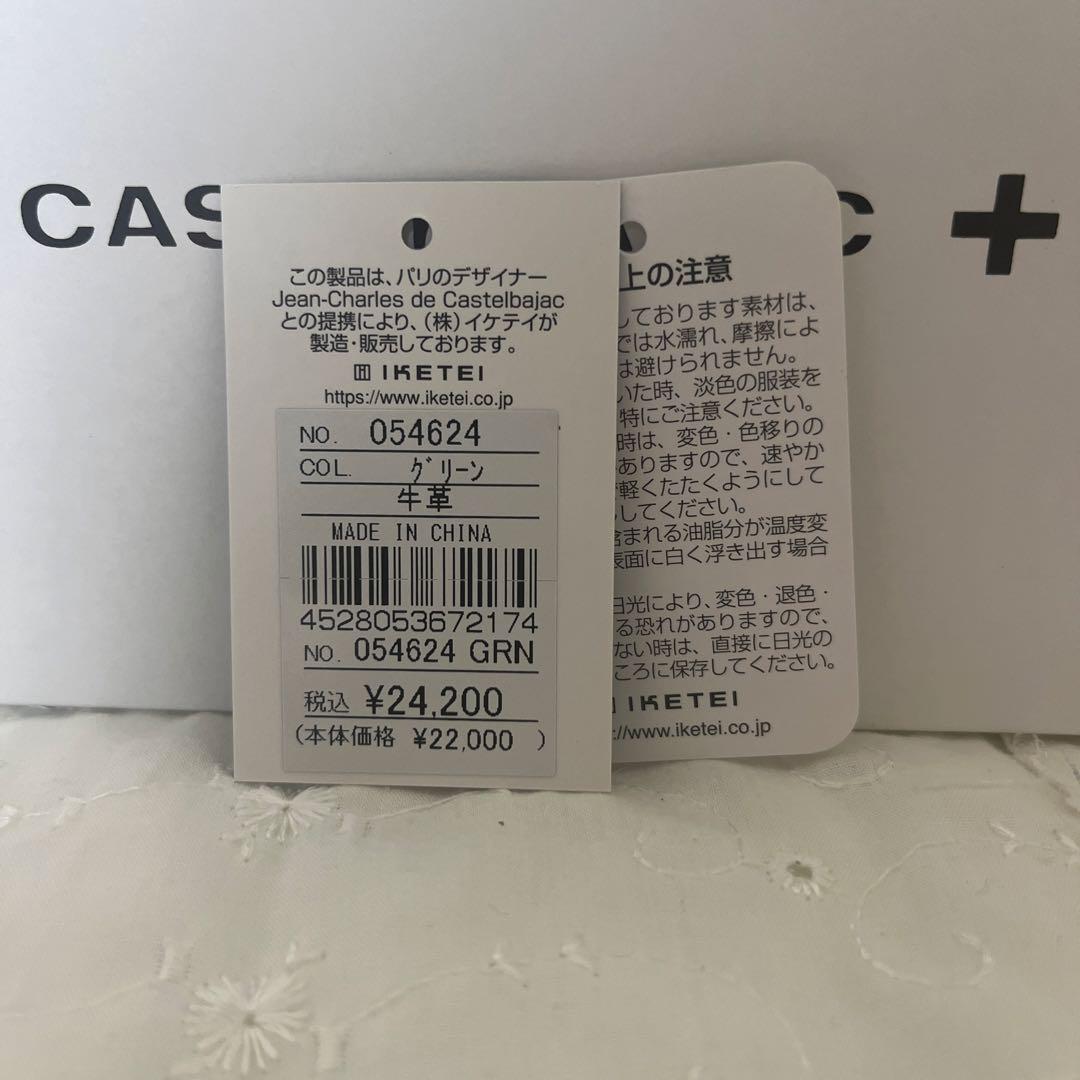 CAS
C +
この製品は、パリのデザイナー
Jean-Charles de Castelbajac
との提携により、(株)イケテイが
製造・販売しております。
IKETEI
https://www.iketei.co.jp
NO. 054624
COL. グリーン
牛革
MADE IN CHINA
4528053672174
NO. 054624 GRN
税込 ¥24,200
(本体価格 ¥22,000 )
上の注意
しております素材は、
では水濡れ、摩擦によ
は避けられません。
いた時、淡色の服装を
特にご注意ください。
時は、変色・色移りの
ありますので、速やか
軽くたたくようにして
してください。
含まれる油脂分が温度変
表面に白く浮き出す場合
日光により、変色・退色・
る恐れがありますので、
ない時は、直接に日光の
ころに保存してください。
IKETEI
://www.iketei.co.jp